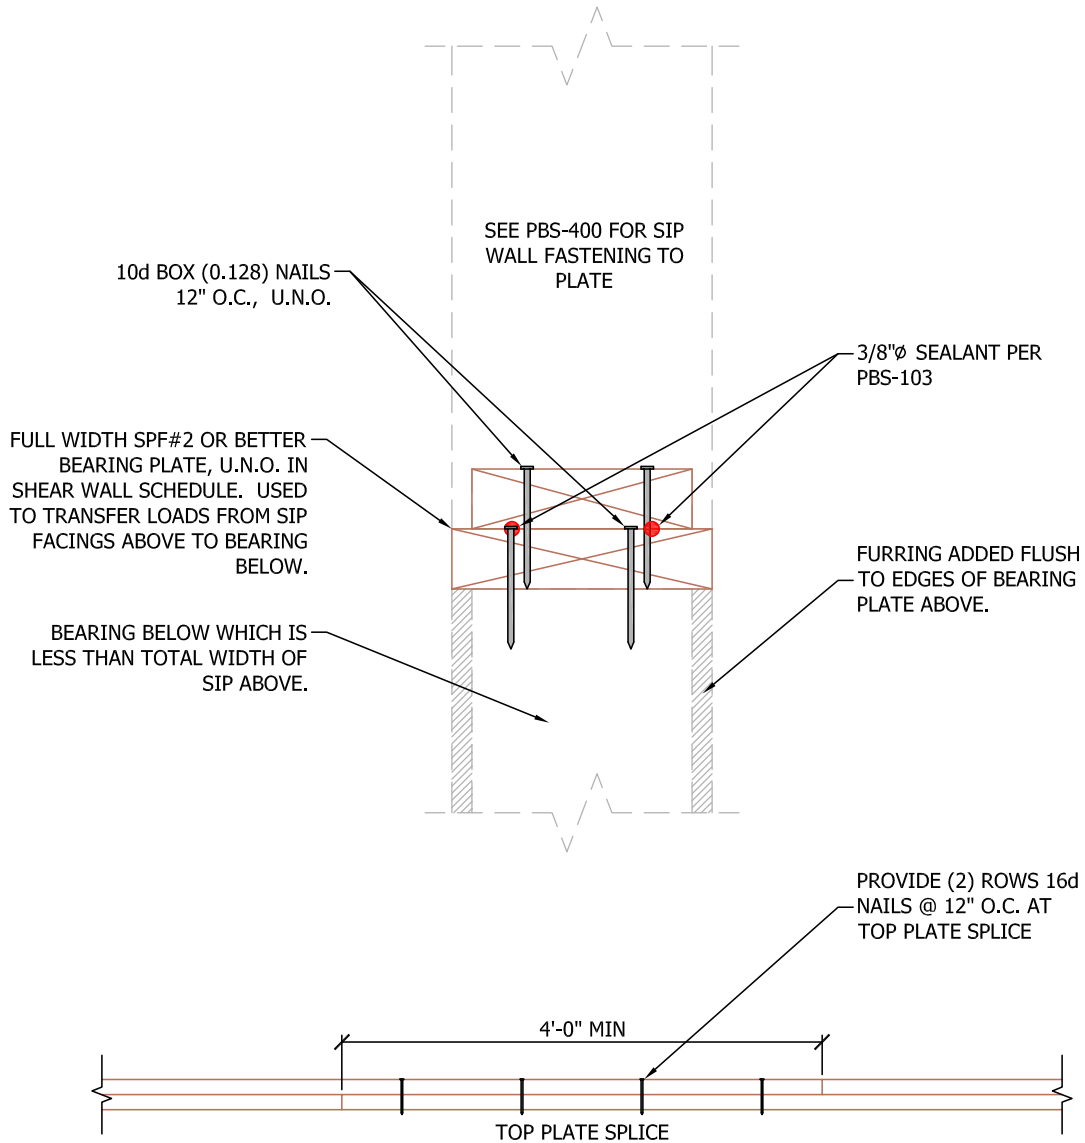 SEE PBS-400 FOR SIP
WALL FASTENING TO
PLATE
10d BOX (0.128) NAILS
12" O.C., U.N.O.
3/8"⌀ SEALANT PER
PBS-103
FULL WIDTH SPF#2 OR BETTER
BEARING PLATE, U.N.O. IN
SHEAR WALL SCHEDULE. USED
TO TRANSFER LOADS FROM SIP
FACINGS ABOVE TO BEARING
BELOW.
FURRING ADDED FLUSH
TO EDGES OF BEARING
PLATE ABOVE.
BEARING BELOW WHICH IS
LESS THAN TOTAL WIDTH OF
SIP ABOVE.
PROVIDE (2) ROWS 16d
NAILS @ 12" O.C. AT
TOP PLATE SPLICE
4'-0" MIN
TOP PLATE SPLICE